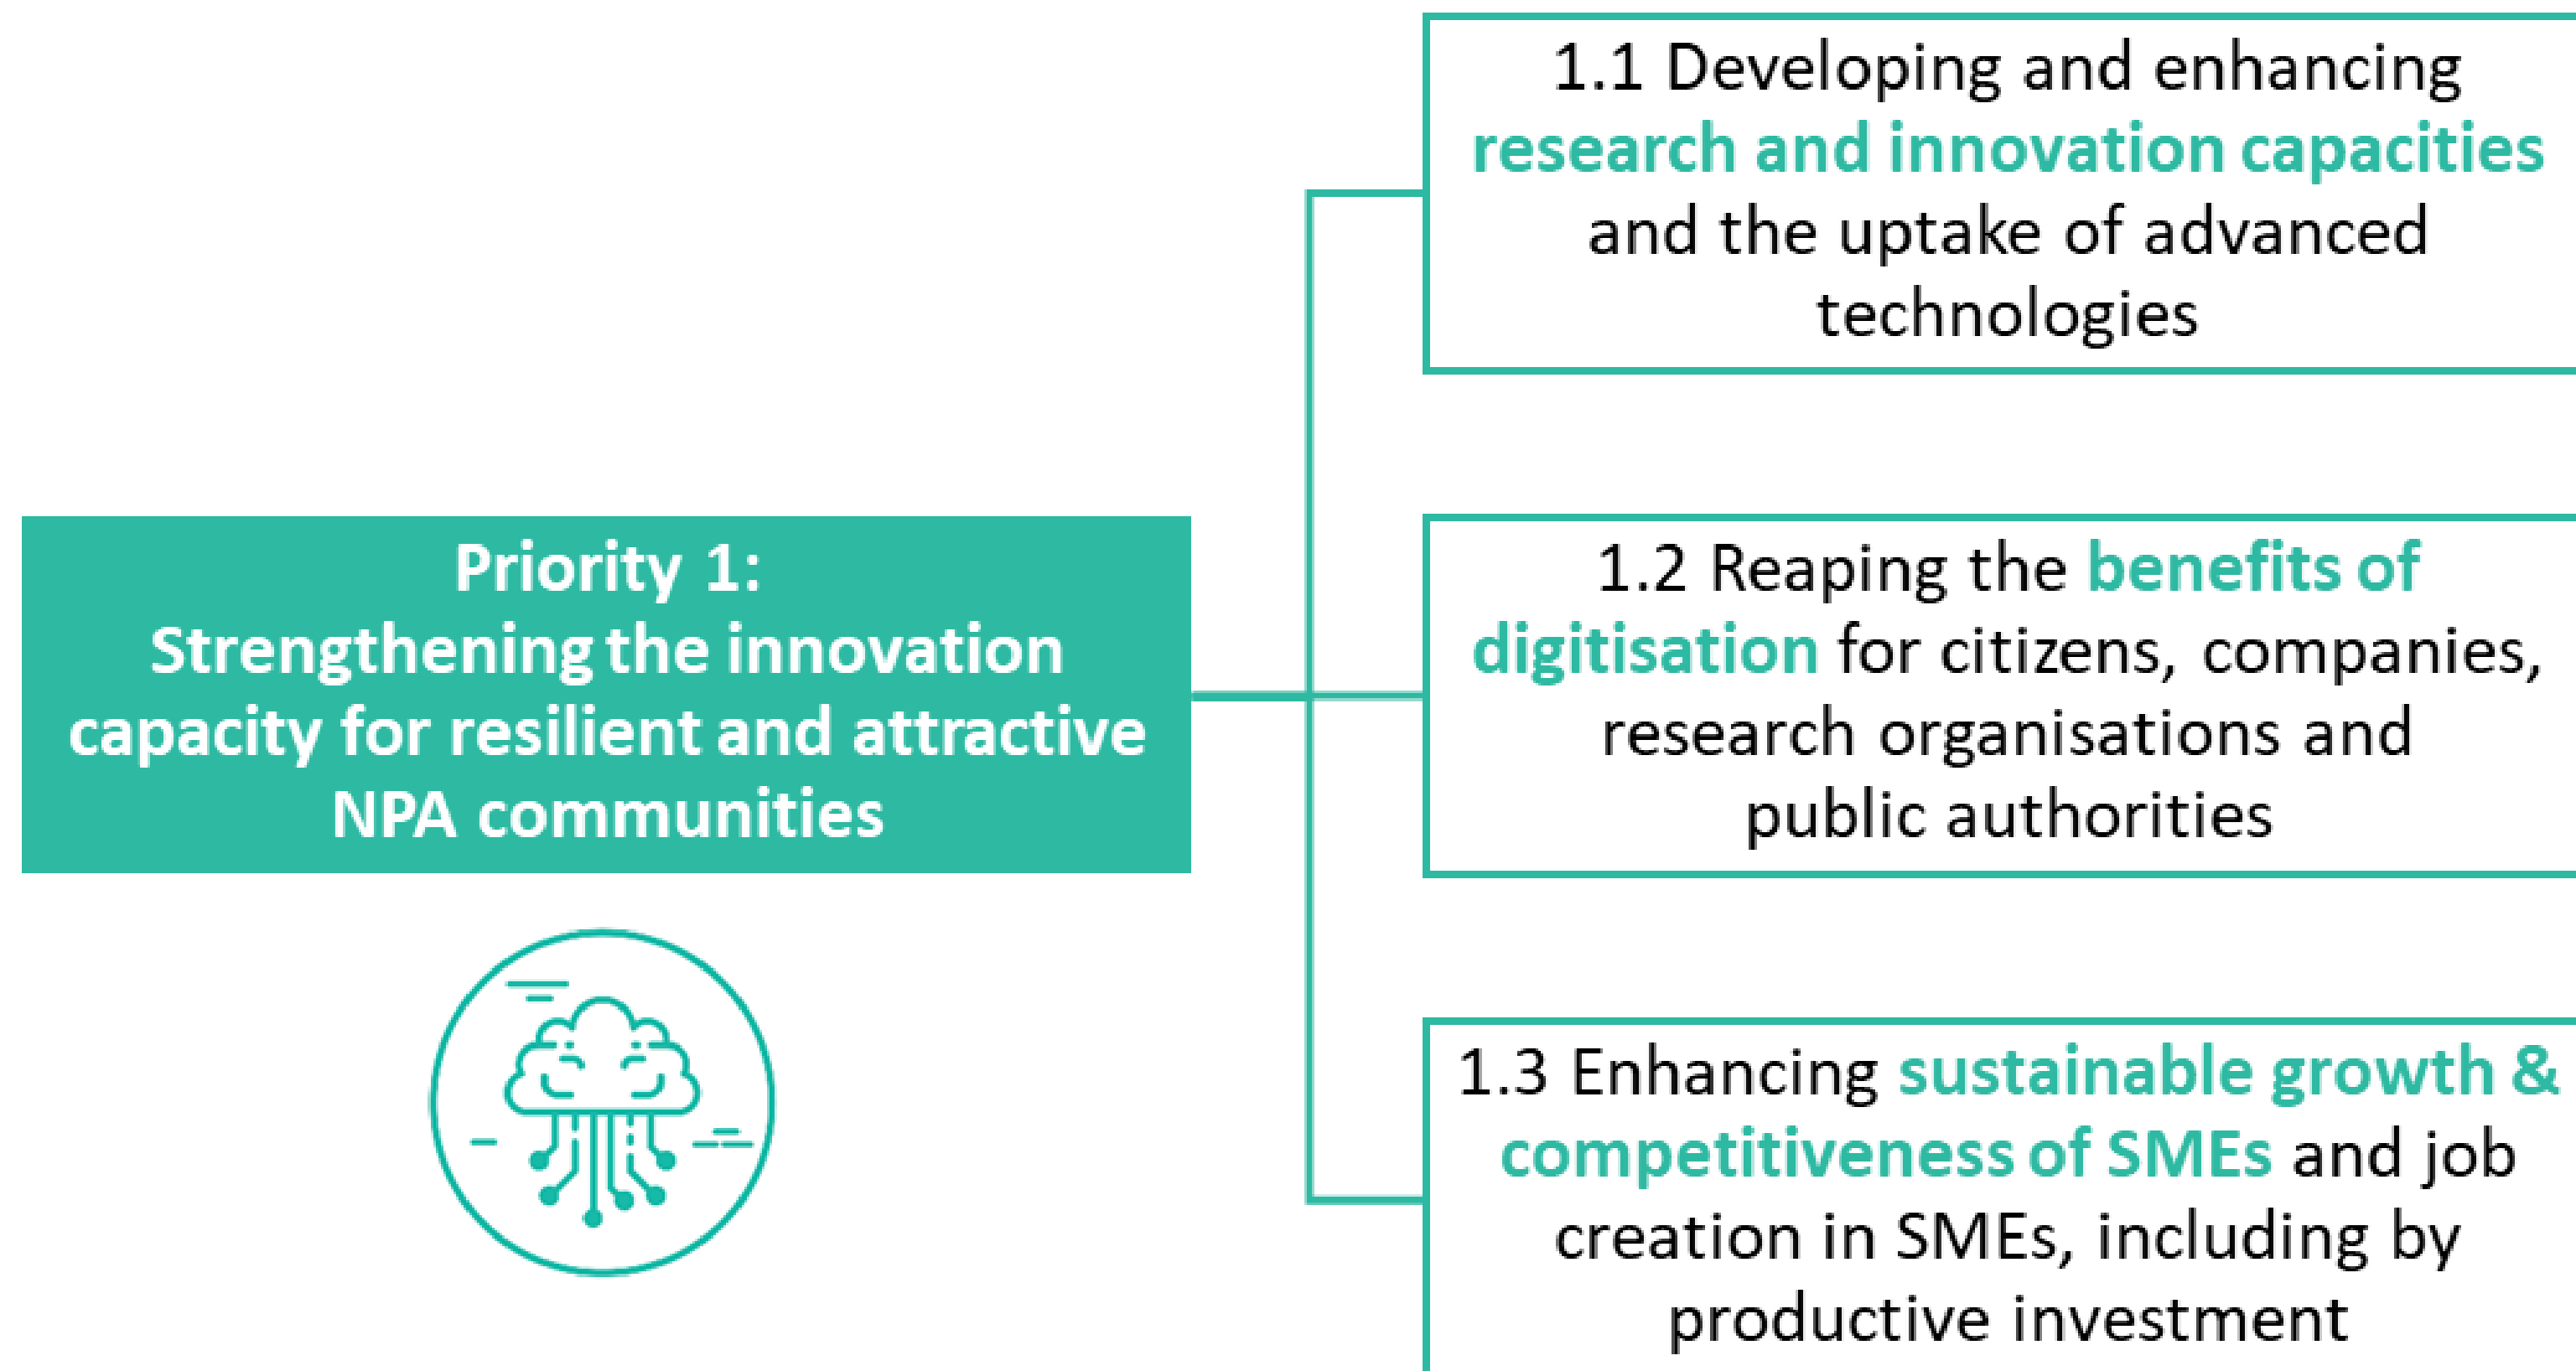 Priority 1:
Strengthening the innovation
capacity for resilient and attractive
NPA communities
1.1 Developing and enhancing
research and innovation capacities
and the uptake of advanced
technologies
1.2 Reaping the benefits of
digitisation for citizens, companies,
research organisations and
public authorities
1.3 Enhancing sustainable growth &
competitiveness of SMEs and job
creation in SMEs, including by
productive investment